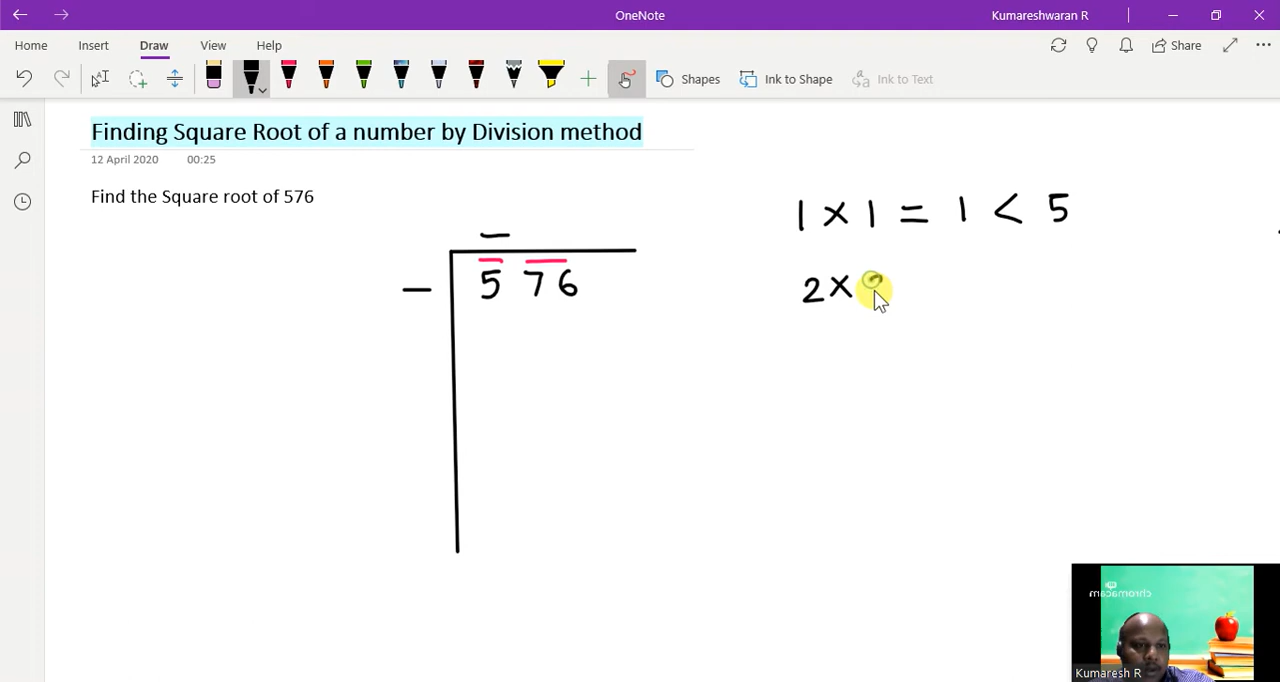 OneNote
Kumareshwaran R
Home Insert Draw View Help
Share
Shapes Ink to Shape Ink to Text
Finding Square Root of a number by Division method
12 April 2020 00:25
Find the Square root of 576
1 × 1 = 1 < 5
5 76
2 ×
chromacam
Kumaresh R